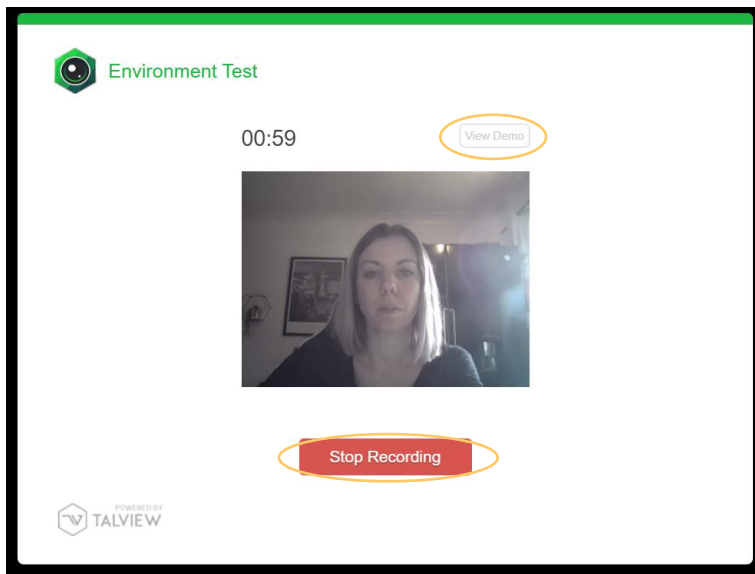 Environment Test
00:59
View Demo
Stop Recording
POWERED BY
TALVIEW